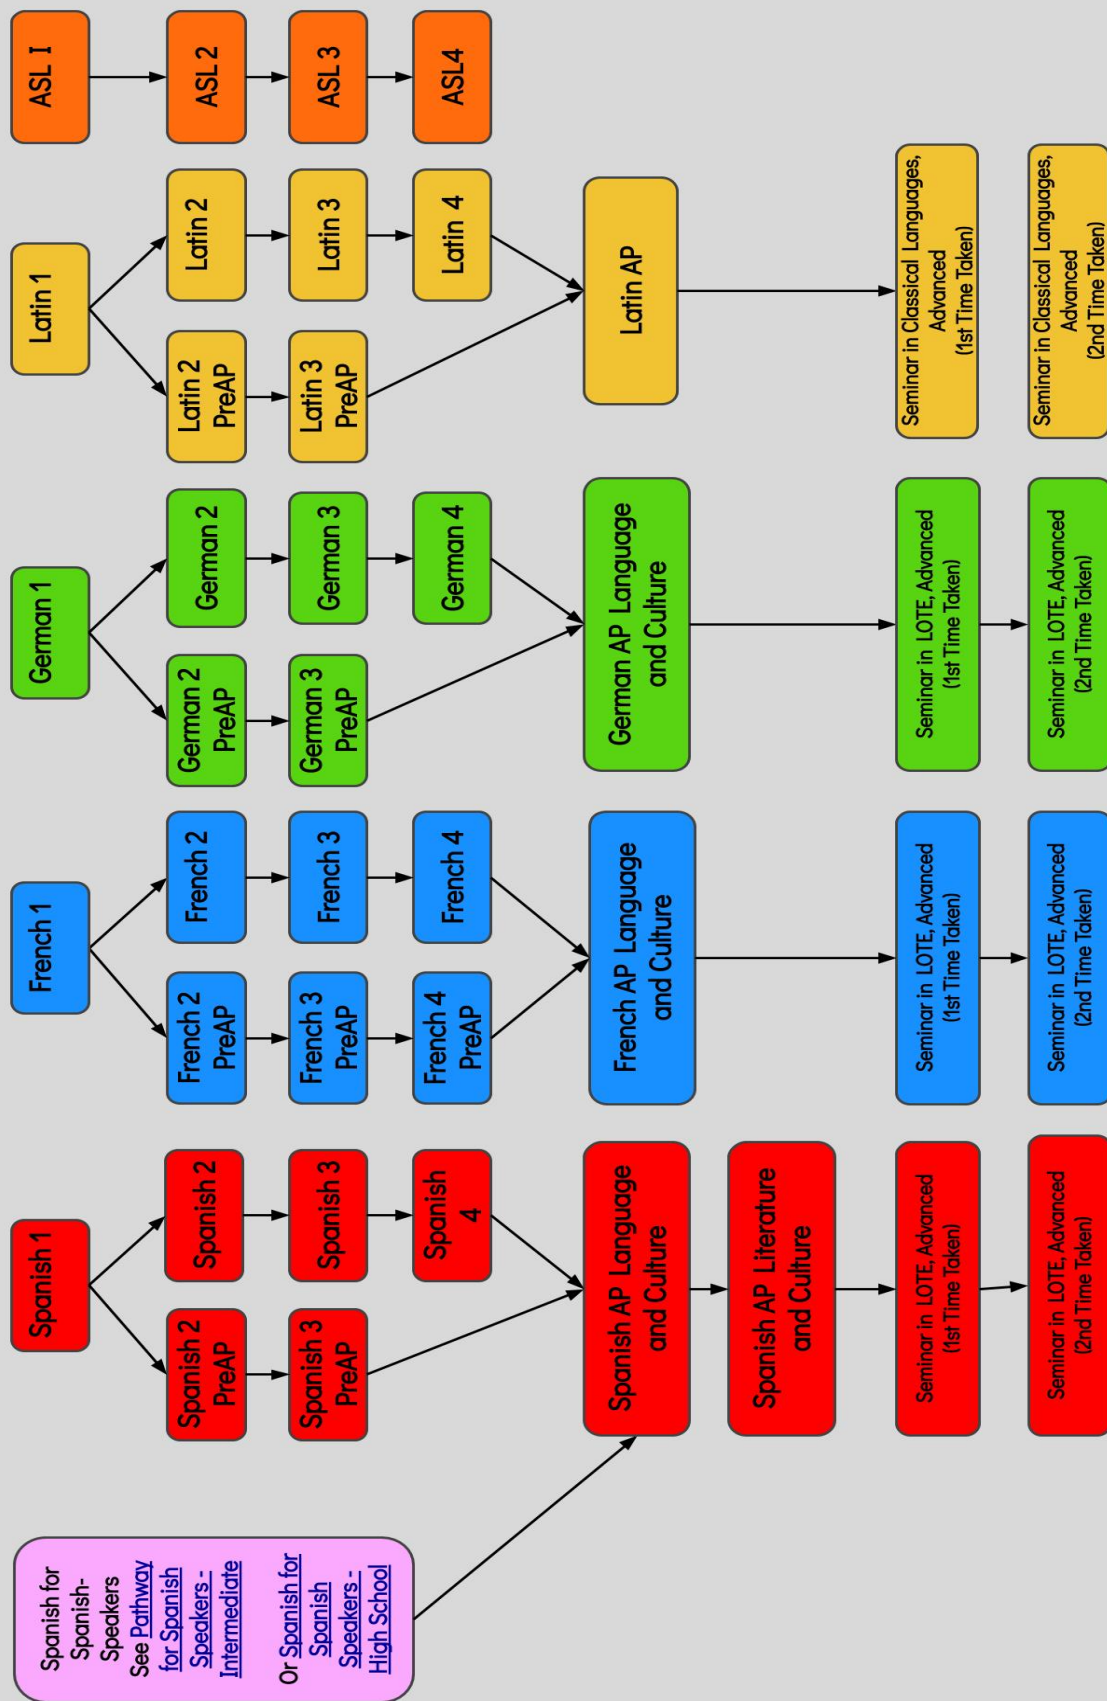 Spanish for
Spanish-
Speakers
See Pathway
for Spanish
Speakers -
Intermediate
Or Spanish for
Spanish
Speakers -
High School
Spanish 1
Spanish 2
PreAP
Spanish 2
Spanish 3
PreAP
Spanish 3
Spanish
4
Spanish AP Language
and Culture
Spanish AP Literature
and Culture
Seminar in LOTE, Advanced
(1st Time Taken)
Seminar in LOTE, Advanced
(2nd Time Taken)
French 1
French 2
PreAP
French 2
French 3
PreAP
French 3
French 4
PreAP
French 4
French AP Language
and Culture
Seminar in LOTE, Advanced
(1st Time Taken)
Seminar in LOTE, Advanced
(2nd Time Taken)
German 1
German 2
PreAP
German 2
German 3
PreAP
German 3
German 4
German AP Language
and Culture
Seminar in LOTE, Advanced
(1st Time Taken)
Seminar in LOTE, Advanced
(2nd Time Taken)
Latin 1
Latin 2
PreAP
Latin 2
Latin 3
PreAP
Latin 3
Latin 4
Latin AP
Seminar in Classical Languages,
Advanced
(1st Time Taken)
Seminar in Classical Languages,
Advanced
(2nd Time Taken)
ASL I
ASL 2
ASL 3
ASL4